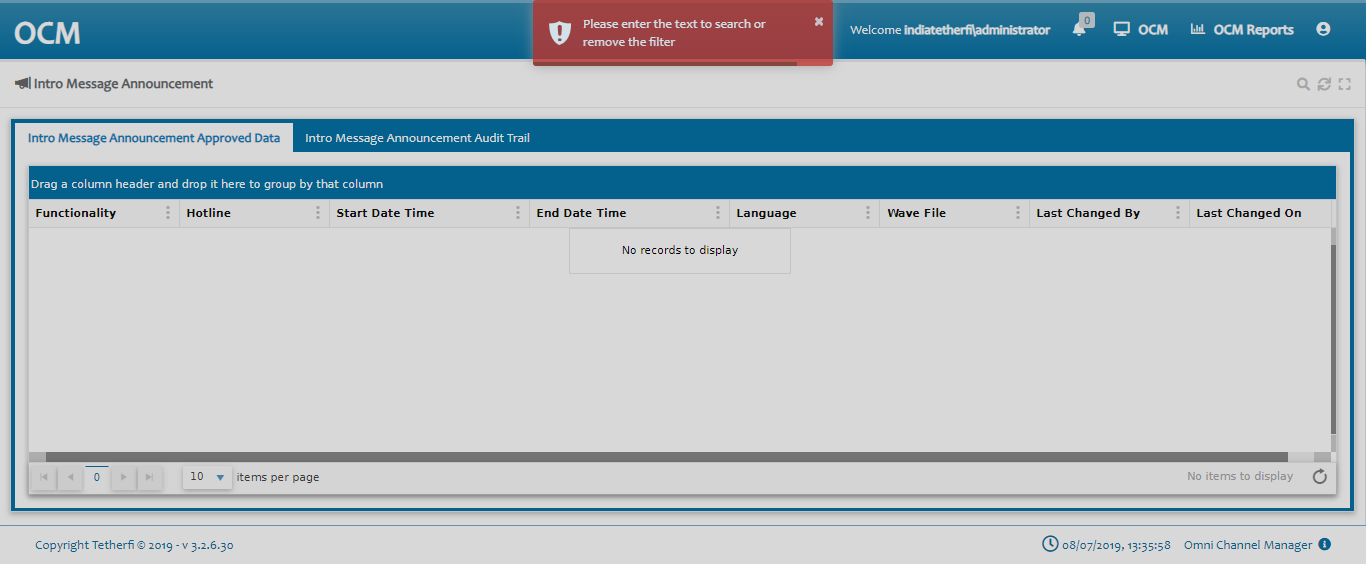 OCM
Please enter the text to search or
remove the filter
Welcome indiatetherfi\administrator
0
OCM
OCM Reports
Intro Message Announcement
Intro Message Announcement Approved Data
Intro Message Announcement Audit Trail
Drag a column header and drop it here to group by that column
Functionality Hotline Start Date Time End Date Time Language Wave File Last Changed By Last Changed On
No records to display
0 10 items per page No items to display
Copyright Tetherfi © 2019 - v 3.2.6.30
08/07/2019, 13:35:58 Omni Channel Manager